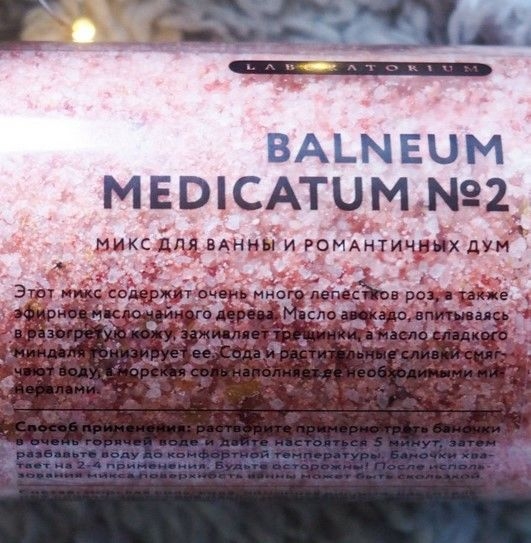 LABORATORIUM
BALNEUM
MEDICATUM №2
МИКС ДЛЯ ВАННЫ И РОМАНТИЧНЫХ ДУМ
Этот микс содержит очень много лепестков роз, а также
эфирное масло чайного дерева. Масло авокадо, впитываясь
в разогретую кожу, заживляет трещинки, а масло сладкого
миндаля тонизирует ее. Сода и растительные сливки смяг-
чают воду, а морская соль наполняет ее необходимыми ми-
нералами.
Способ применения: растворите примерно треть баночки
в очень горячей воде и дайте настояться 5 минут, затем
разбавьте воду до комфортной температуры. Баночки хва-
тает на 2-4 применения. Будьте осторожны! После исполь-
зования микса поверхность ванны может быть скользкой.